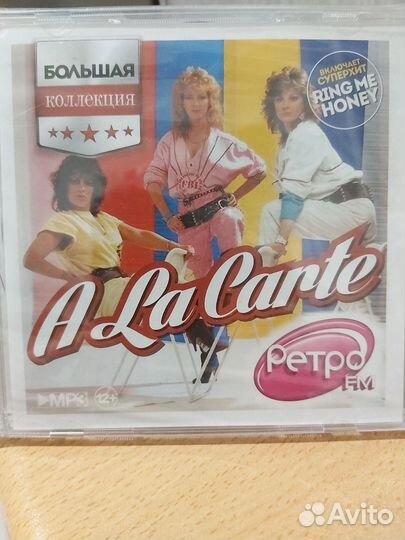 БОЛЬШАЯ
КОЛЛЕКЦИЯ
ВКЛЮЧАЕТ
СУПЕРХИТ
RING ME
HONEY
A La Carte
Ретро
FM
MP3 12+
Avito